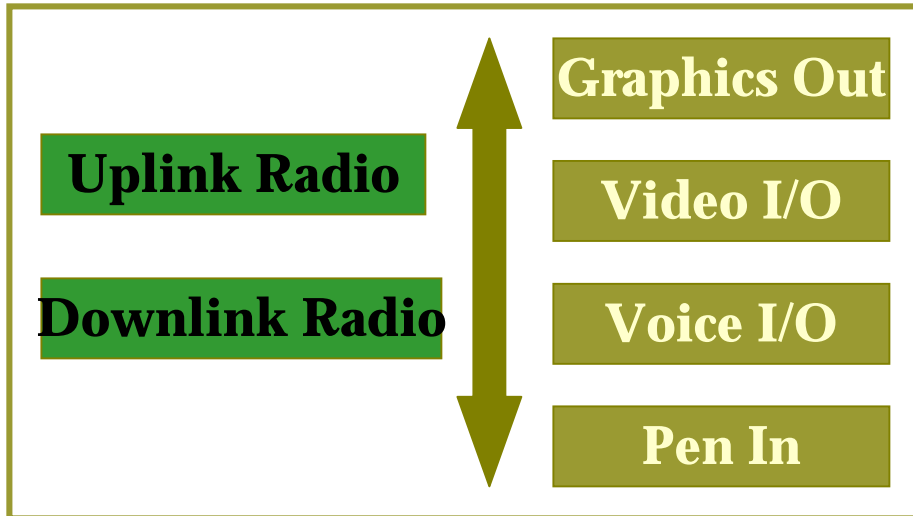 Uplink Radio
Downlink Radio
Graphics Out
Video I/O
Voice I/O
Pen In